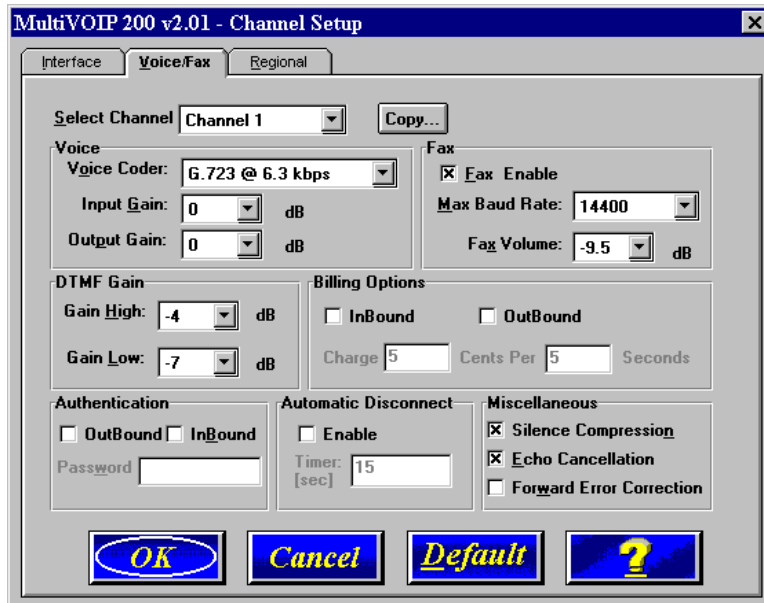 MultiVOIP 200 v2.01 - Channel Setup
Interface
Voice/Fax
Regional
Select Channel Channel 1 Copy...
Voice
Voice Coder: G.723 @ 6.3 kbps
Input Gain: 0 dB
Output Gain: 0 dB
Fax
Fax Enable
Max Baud Rate: 14400
Fax Volume: -9.5 dB
DTMF Gain
Gain High: -4 dB
Gain Low: -7 dB
Billing Options
InBound OutBound
Charge 5 Cents Per 5 Seconds
Authentication
OutBound InBound
Password
Automatic Disconnect
Enable
Timer: 15
[sec]
Miscellaneous
Silence Compression
Echo Cancellation
Forward Error Correction
OK Cancel Default ?